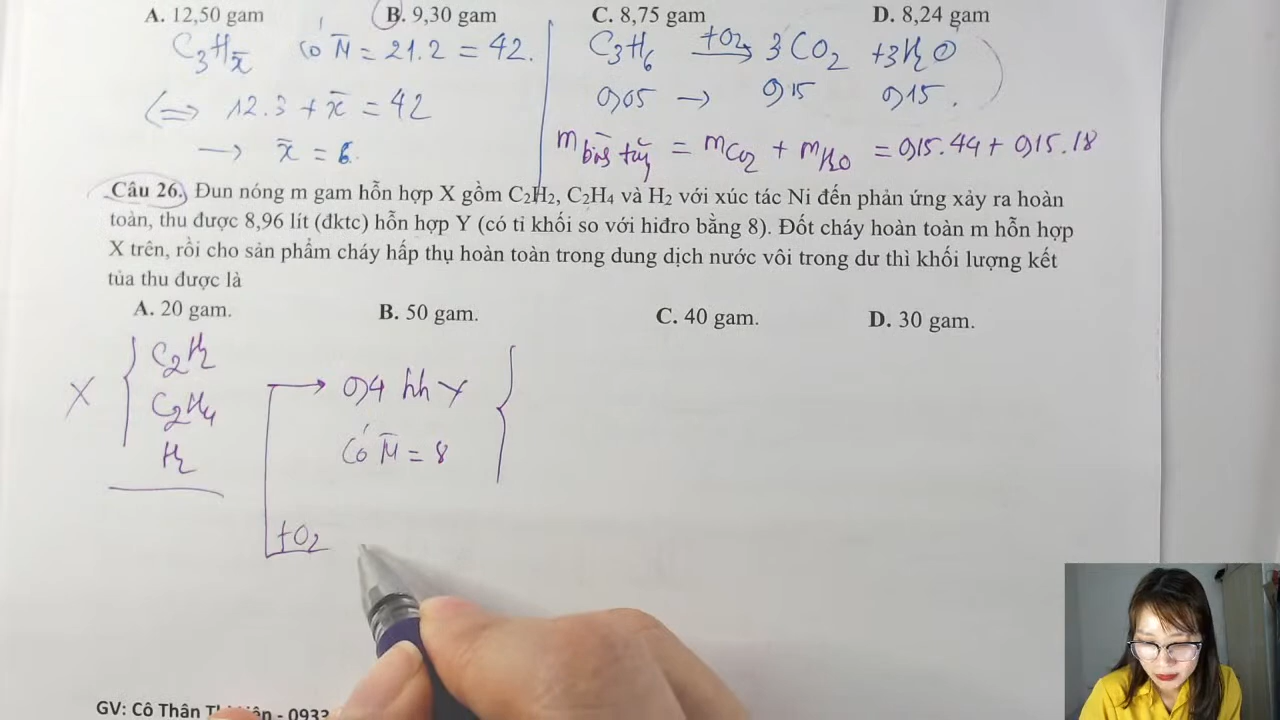 A. 12,50 gam B. 9,30 gam C. 8,75 gam D. 8,24 gam
C₃Hx̄ có M̄ = 21.2 = 42.
⟺ 12.3 + x̄ = 42
→ x̄ = 6.
C₃H₆ +O₂→ 3CO₂ + 3H₂O
0,05 → 0,15 0,15.
m bình tăng = mCO₂ + mH₂O = 0,15.44 + 0,15.18
Câu 26. Đun nóng m gam hỗn hợp X gồm C₂H₂, C₂H₄ và H₂ với xúc tác Ni đến phản ứng xảy ra hoàn
toàn, thu được 8,96 lít (đktc) hỗn hợp Y (có tỉ khối so với hiđro bằng 8). Đốt cháy hoàn toàn m hỗn hợp
X trên, rồi cho sản phẩm cháy hấp thụ hoàn toàn trong dung dịch nước vôi trong dư thì khối lượng kết
tủa thu được là
A. 20 gam. B. 50 gam. C. 40 gam. D. 30 gam.
X { C₂H₂
C₂H₄
H₂
→ 0,4 hh Y {
Có M̄ = 8
+O₂
GV: Cô Thân - 0933